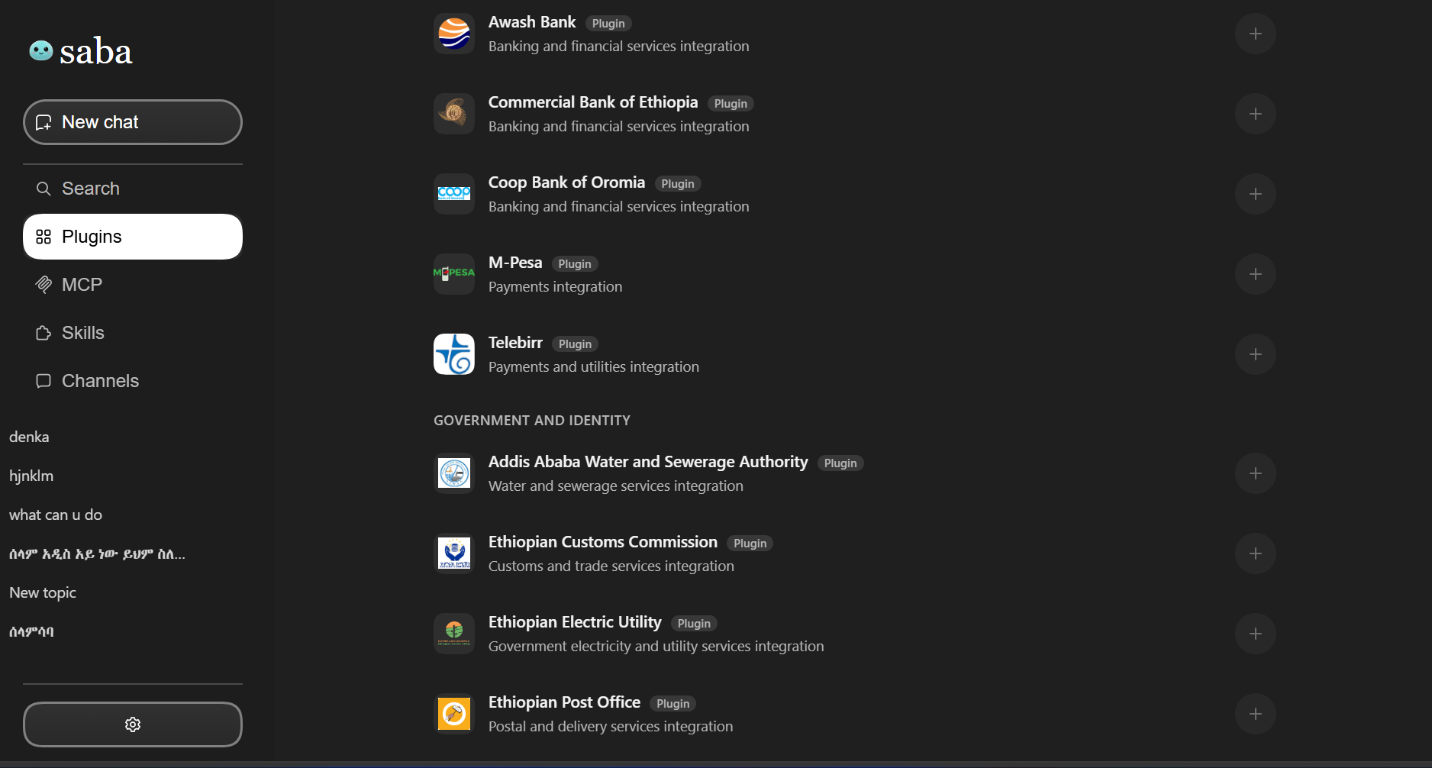 saba
New chat
Search
Plugins
MCP
Skills
Channels
denka
hjnklm
what can u do
ሰላም አዲስ አይ ነው ይህም ስለ...
New topic
ሰላምሳባ
Awash Bank Plugin
Banking and financial services integration
Commercial Bank of Ethiopia Plugin
Banking and financial services integration
coop
Coop Bank of Oromia Plugin
Banking and financial services integration
M-PESA
M-Pesa Plugin
Payments integration
Telebirr Plugin
Payments and utilities integration
GOVERNMENT AND IDENTITY
Addis Ababa Water and Sewerage Authority Plugin
Water and sewerage services integration
Ethiopian Customs Commission Plugin
Customs and trade services integration
Ethiopian Electric Utility Plugin
Government electricity and utility services integration
Ethiopian Post Office Plugin
Postal and delivery services integration